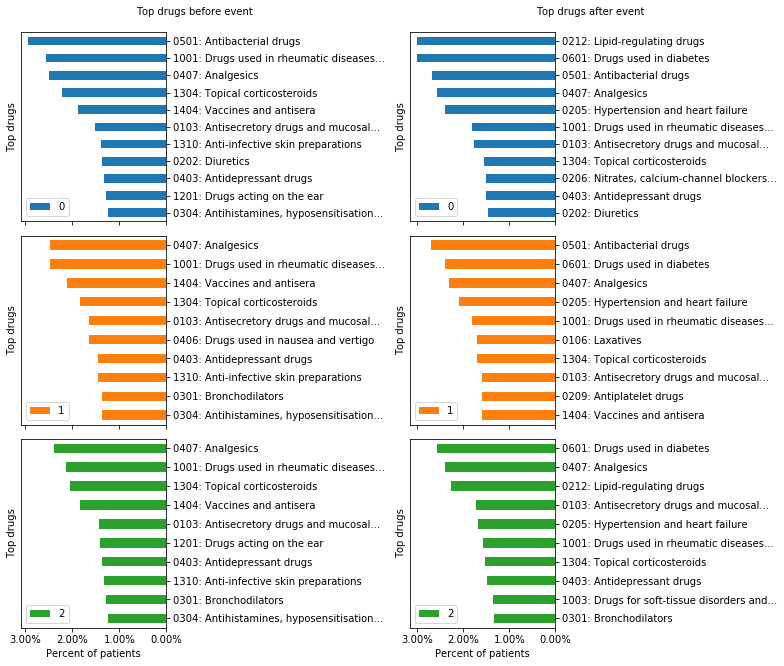 Top drugs before event
Top drugs
0501: Antibacterial drugs
1001: Drugs used in rheumatic diseases...
0407: Analgesics
1304: Topical corticosteroids
1404: Vaccines and antisera
0103: Antisecretory drugs and mucosal...
1310: Anti-infective skin preparations
0202: Diuretics
0403: Antidepressant drugs
1201: Drugs acting on the ear
0304: Antihistamines, hyposensitisation...
0
Top drugs
0407: Analgesics
1001: Drugs used in rheumatic diseases...
1404: Vaccines and antisera
1304: Topical corticosteroids
0103: Antisecretory drugs and mucosal...
0406: Drugs used in nausea and vertigo
0403: Antidepressant drugs
1310: Anti-infective skin preparations
0301: Bronchodilators
0304: Antihistamines, hyposensitisation...
1
Top drugs
0407: Analgesics
1001: Drugs used in rheumatic diseases...
1304: Topical corticosteroids
1404: Vaccines and antisera
0103: Antisecretory drugs and mucosal...
1201: Drugs acting on the ear
0403: Antidepressant drugs
1310: Anti-infective skin preparations
0301: Bronchodilators
0304: Antihistamines, hyposensitisation...
2
3.00% 2.00% 1.00% 0.00%
Percent of patients
Top drugs after event
Top drugs
0212: Lipid-regulating drugs
0601: Drugs used in diabetes
0501: Antibacterial drugs
0407: Analgesics
0205: Hypertension and heart failure
1001: Drugs used in rheumatic diseases...
0103: Antisecretory drugs and mucosal...
1304: Topical corticosteroids
0206: Nitrates, calcium-channel blockers...
0403: Antidepressant drugs
0202: Diuretics
0
Top drugs
0501: Antibacterial drugs
0601: Drugs used in diabetes
0407: Analgesics
0205: Hypertension and heart failure
1001: Drugs used in rheumatic diseases...
0106: Laxatives
1304: Topical corticosteroids
0103: Antisecretory drugs and mucosal...
0209: Antiplatelet drugs
1404: Vaccines and antisera
1
Top drugs
0601: Drugs used in diabetes
0407: Analgesics
0212: Lipid-regulating drugs
0103: Antisecretory drugs and mucosal...
0205: Hypertension and heart failure
1001: Drugs used in rheumatic diseases...
1304: Topical corticosteroids
0403: Antidepressant drugs
1003: Drugs for soft-tissue disorders and...
0301: Bronchodilators
2
3.00% 2.00% 1.00% 0.00%
Percent of patients